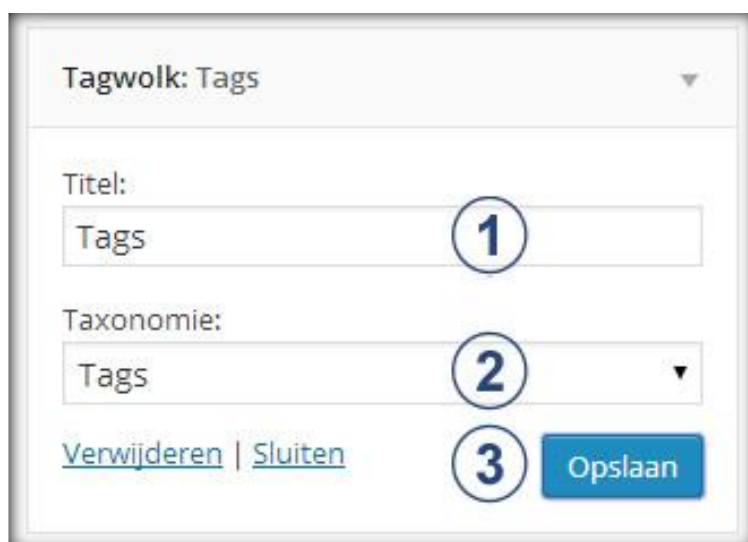 Tagwolk: Tags
Titel:
Tags 1
Taxonomie:
Tags 2
Verwijderen | Sluiten 3 Opslaan